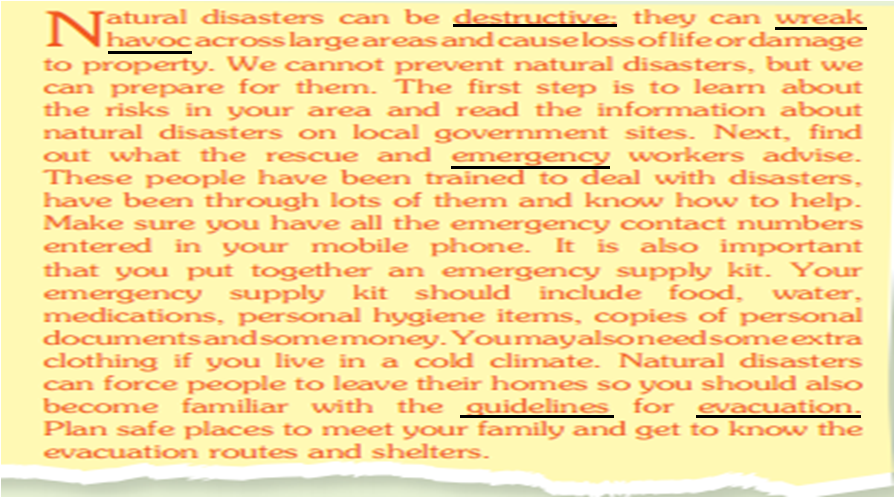 Natural disasters can be destructive; they can wreak
havoc across large areas and cause loss of life or damage
to property. We cannot prevent natural disasters, but we
can prepare for them. The first step is to learn about
the risks in your area and read the information about
natural disasters on local government sites. Next, find
out what the rescue and emergency workers advise.
These people have been trained to deal with disasters,
have been through lots of them and know how to help.
Make sure you have all the emergency contact numbers
entered in your mobile phone. It is also important
that you put together an emergency supply kit. Your
emergency supply kit should include food, water,
medications, personal hygiene items, copies of personal
documents and some money. You may also need some extra
clothing if you live in a cold climate. Natural disasters
can force people to leave their homes so you should also
become familiar with the guidelines for evacuation.
Plan safe places to meet your family and get to know the
evacuation routes and shelters.